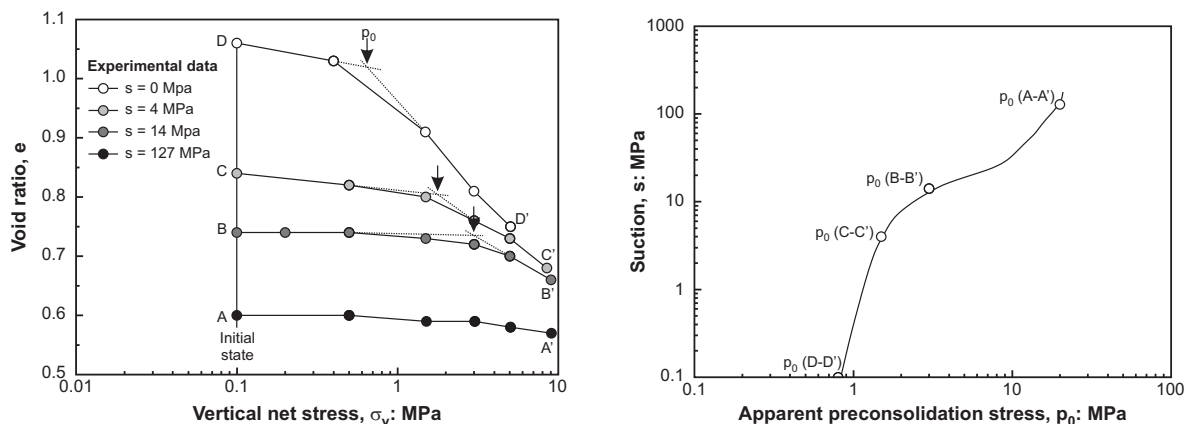 1.1
1.0
0.9
0.8
0.7
0.6
0.5
Void ratio, e
D
p0
Experimental data
s = 0 Mpa
s = 4 MPa
s = 14 Mpa
s = 127 MPa
C
B
A
Initial
state
D'
C'
B'
A'
0.01
0.1
1
10
Vertical net stress, σv: MPa
1000
100
10
1
0.1
Suction, s: MPa
p0 (A-A')
p0 (B-B')
p0 (C-C')
p0 (D-D')
0.1
1
10
100
Apparent preconsolidation stress, p0: MPa